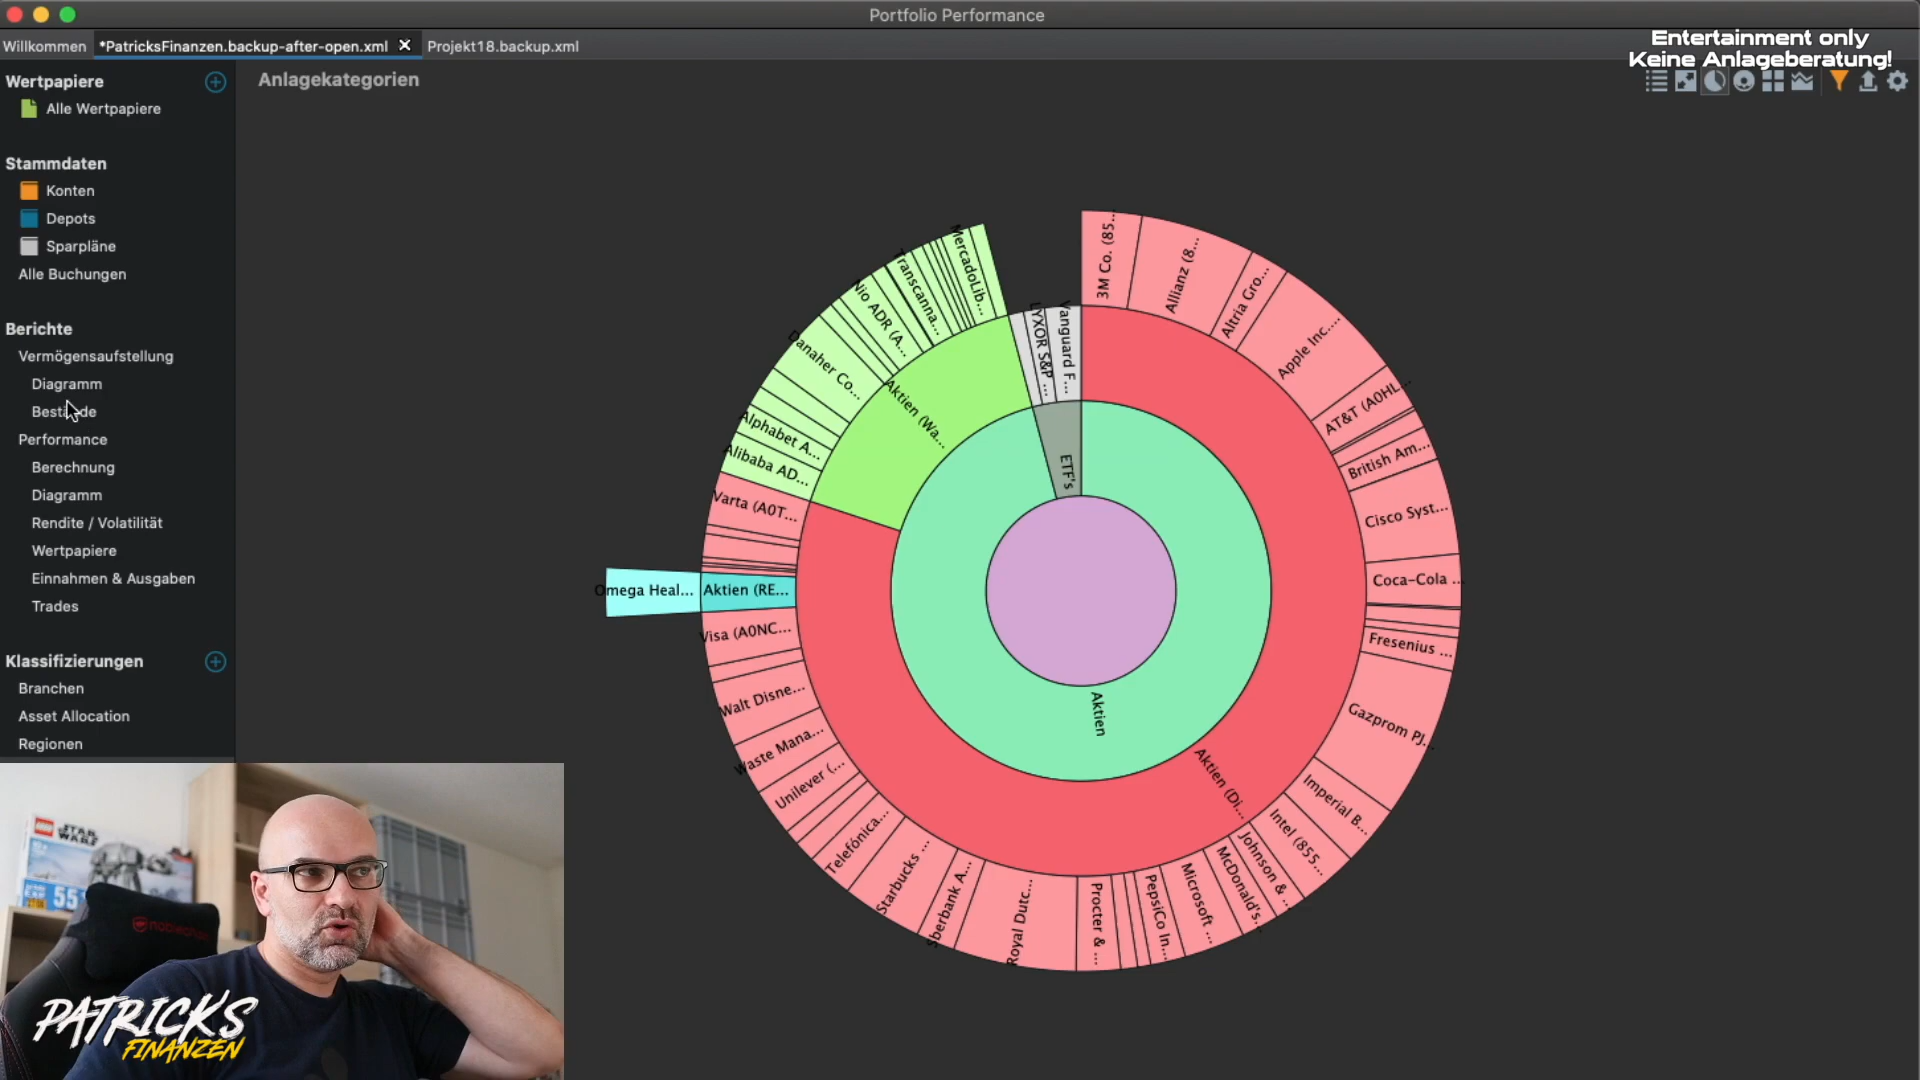 Portfolio Performance
Willkommen
*PatricksFinanzen.backup-after-open.xml
Projekt18.backup.xml
Entertainment only
Keine Anlageberatung!
Wertpapiere
Alle Wertpapiere
Stammdaten
Konten
Depots
Sparpläne
Alle Buchungen
Berichte
Vermögensaufstellung
Diagramm
Bestände
Performance
Berechnung
Diagramm
Rendite / Volatilität
Wertpapiere
Einnahmen & Ausgaben
Trades
Klassifizierungen
Branchen
Asset Allocation
Regionen
Anlagekategorien
3M Co. (85...
Allianz (8...
Altria Gro...
Apple Inc....
AT&T (A0HL...
British Am...
Cisco Syst...
Coca-Cola ...
Fresenius ...
Gazprom PJ...
Imperial B...
Intel (855...
Johnson & ...
McDonald's...
Microsoft ...
PepsiCo In...
Procter & ...
Royal Dutc...
Sberbank A...
Starbucks ...
Telefónica...
Unilever (...
Waste Mana...
Walt Disne...
Visa (A0NC...
Aktien (RE...
Omega Heal...
Varta (A0T...
Alibaba AD...
Alphabet A...
Danaher Co...
Nio ADR (A...
Transcanna...
MercadoLib...
LYXOR S&P ...
Vanguard F...
Aktien (Wa...
ETF's
Aktien
Aktien (Di...
STAR
WARS
noblechairs
PATRICKS
FINANZEN